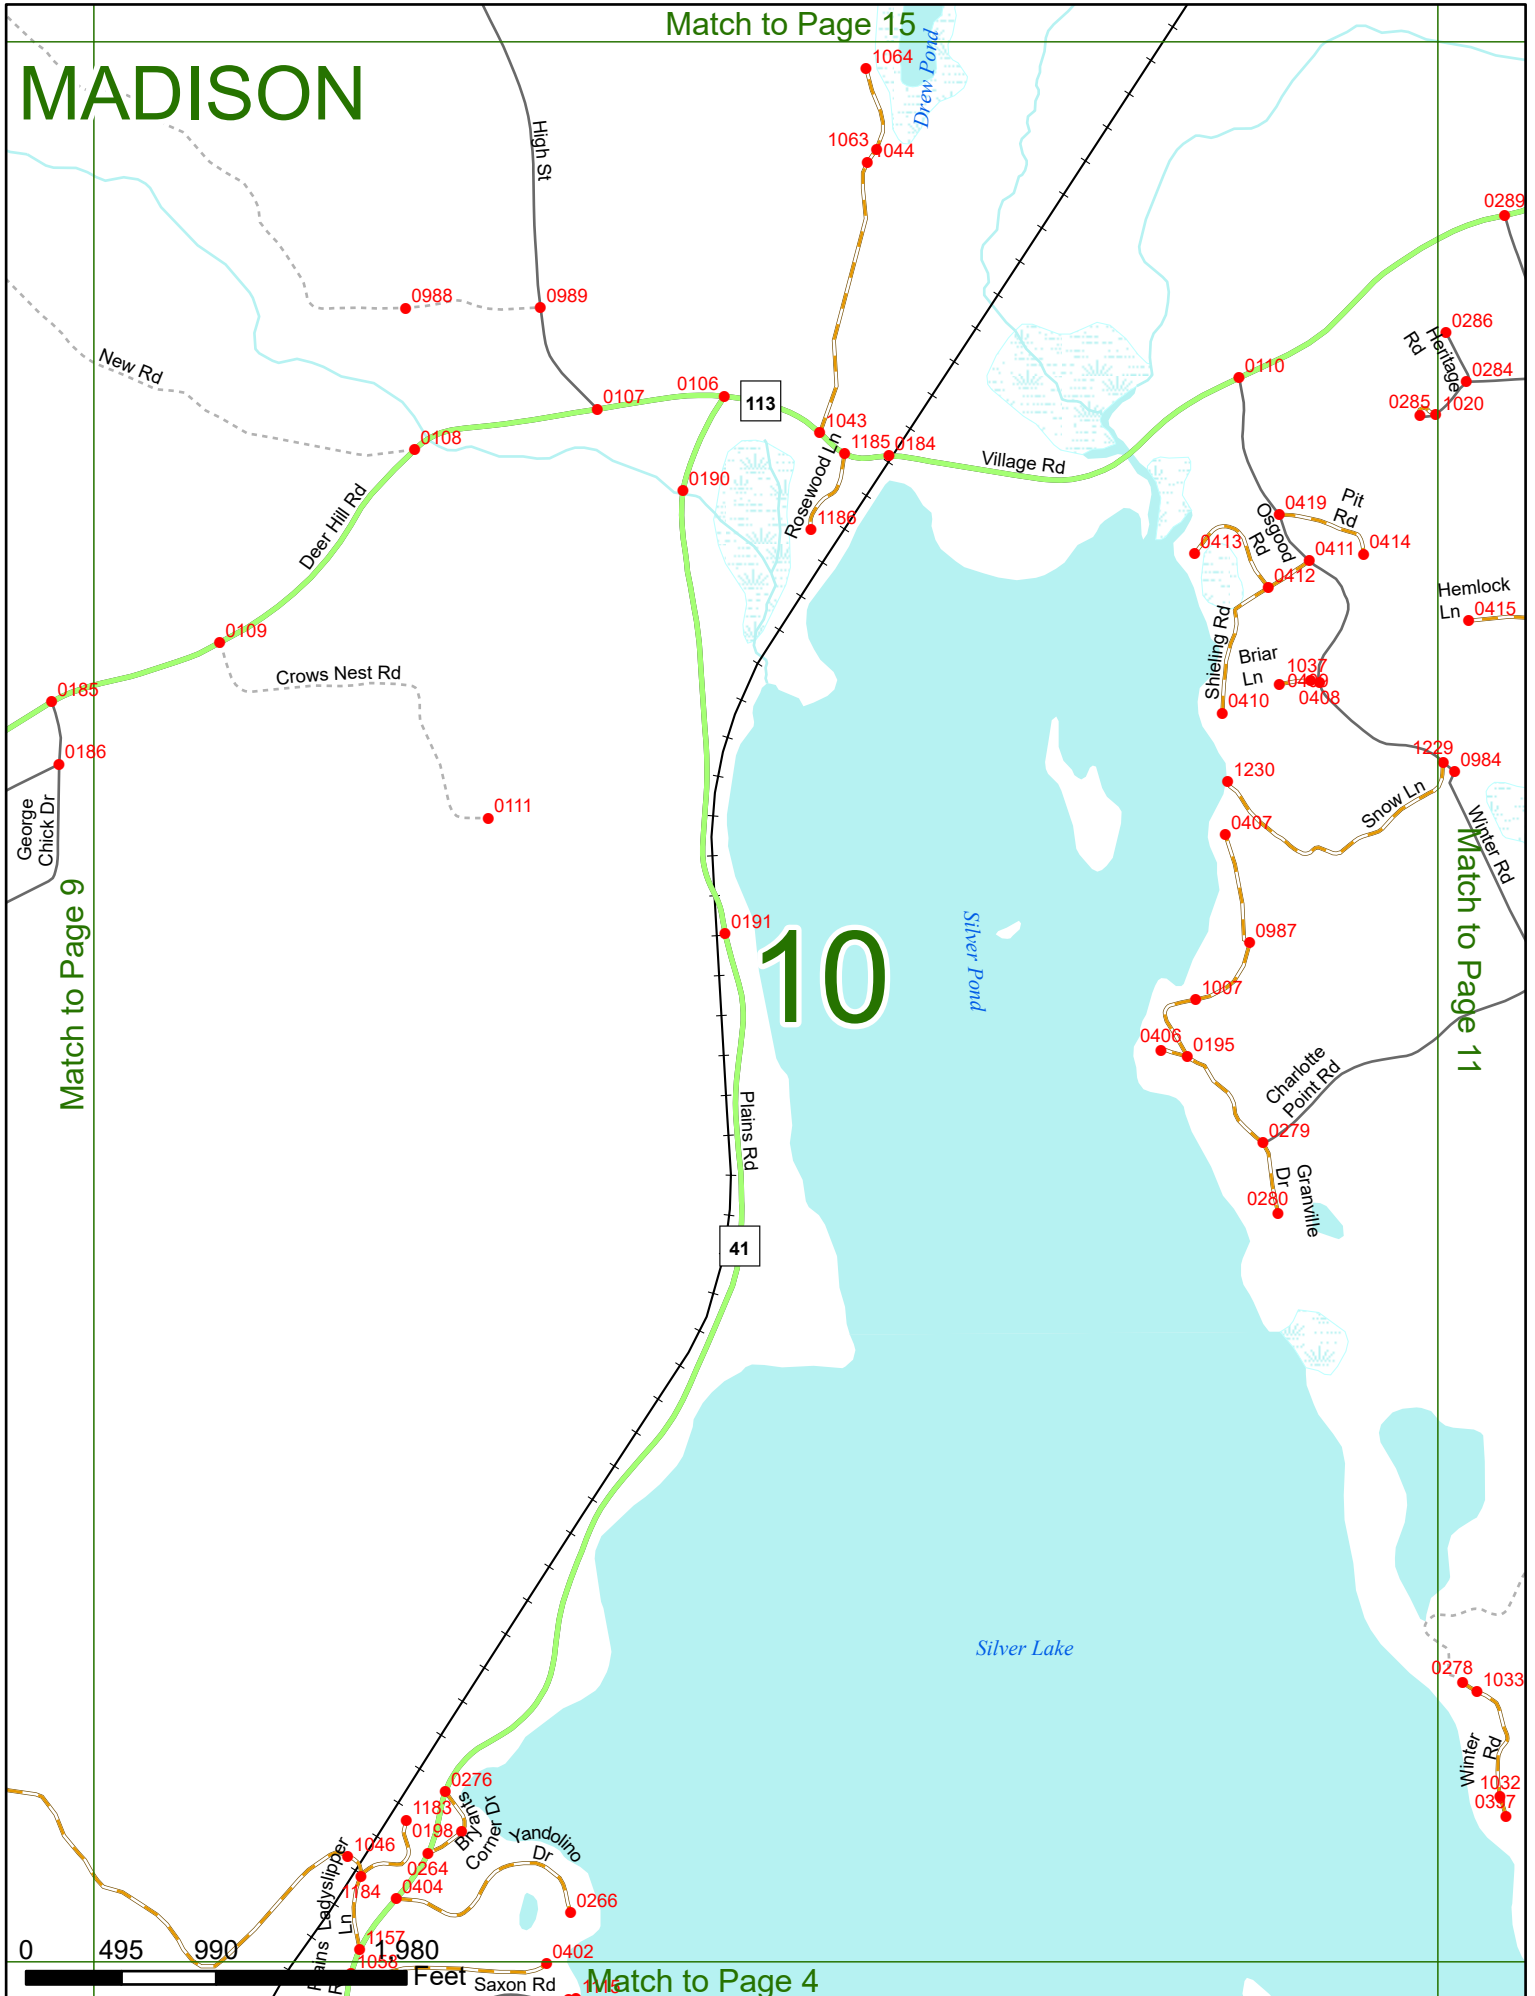 Match to Page 15
MADISON
1064
Drew Pond
High St
1063
1044
0289
0988
0989
0286
Heritage
Rd
New Rd
0284
0110
0106
113
0107
0285
1020
1043
0108
1185
0184
Village Rd
Rosewood Ln
0190
Pit
Rd
0419
Osgood
Rd
1186
Deer Hill Rd
0413
0411
0414
0412
Hemlock
Ln
0415
0109
Shieling Rd
Briar
Ln
1037
0408
Crows Nest Rd
0185
0410
0186
1229
0984
1230
George
Chick Dr
0111
Snow Ln
Winter Rd
0407
Match to Page 9
Match to Page 11
0191
10
Silver Pond
0987
1007
0406
0195
Charlotte
Point Rd
Plains Rd
0279
Granville
Dr
0280
41
Silver Lake
0278
1033
Winter
Rd
1032
0276
1183
0198
Bryants
Corner Dr
Yandolino
Dr
1046
0264
Ladyslipper
Ln
1184
0404
0266
1157
0 495 990 1,980
Feet
1058
0402
Saxon Rd
Match to Page 4
1115